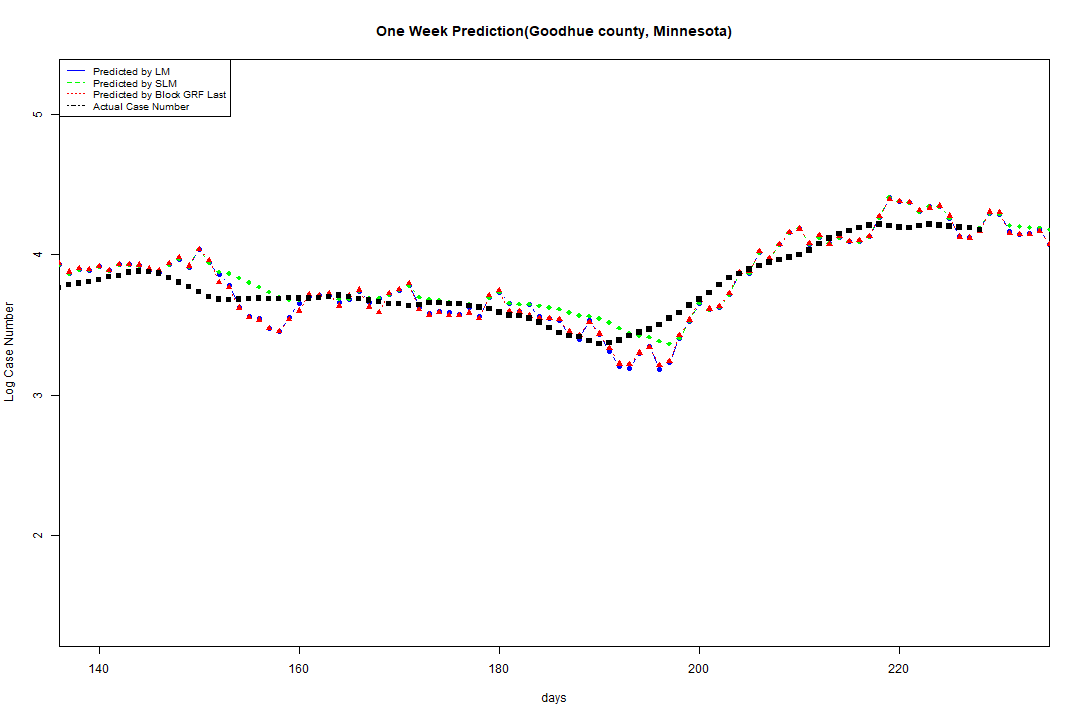 One Week Prediction(Goodhue county, Minnesota)
Predicted by LM
Predicted by SLM
Predicted by Block GRF Last
Actual Case Number
5
4
3
2
Log Case Number
140 160 180 200 220
days